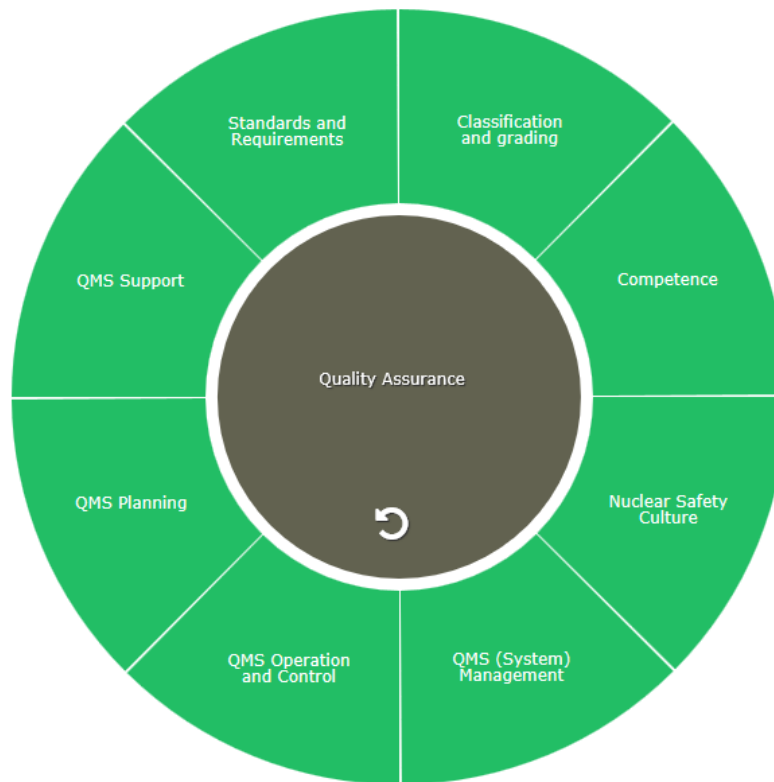 Standards and
Requirements
Classification
and grading
QMS Support
Competence
Quality Assurance
QMS Planning
Nuclear Safety
Culture
QMS Operation
and Control
QMS (System)
Management